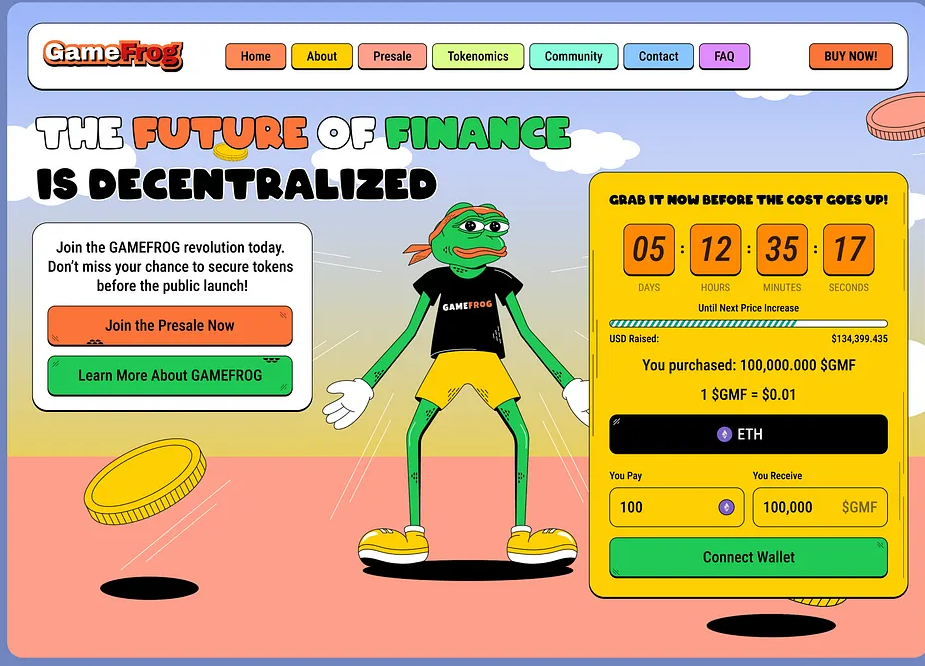 GameFrog
Home
About
Presale
Tokenomics
Community
Contact
FAQ
BUY NOW!
THE FUTURE OF FINANCE
IS DECENTRALIZED
Join the GAMEFROG revolution today.
Don't miss your chance to secure tokens
before the public launch!
Join the Presale Now
Learn More About GAMEFROG
GAMEFROG
GRAB IT NOW BEFORE THE COST GOES UP!
05 : 12 : 35 : 17
DAYS HOURS MINUTES SECONDS
Until Next Price Increase
USD Raised: $134,399.435
You purchased: 100,000.000 $GMF
1 $GMF = $0.01
ETH
You Pay You Receive
100 100,000 $GMF
Connect Wallet